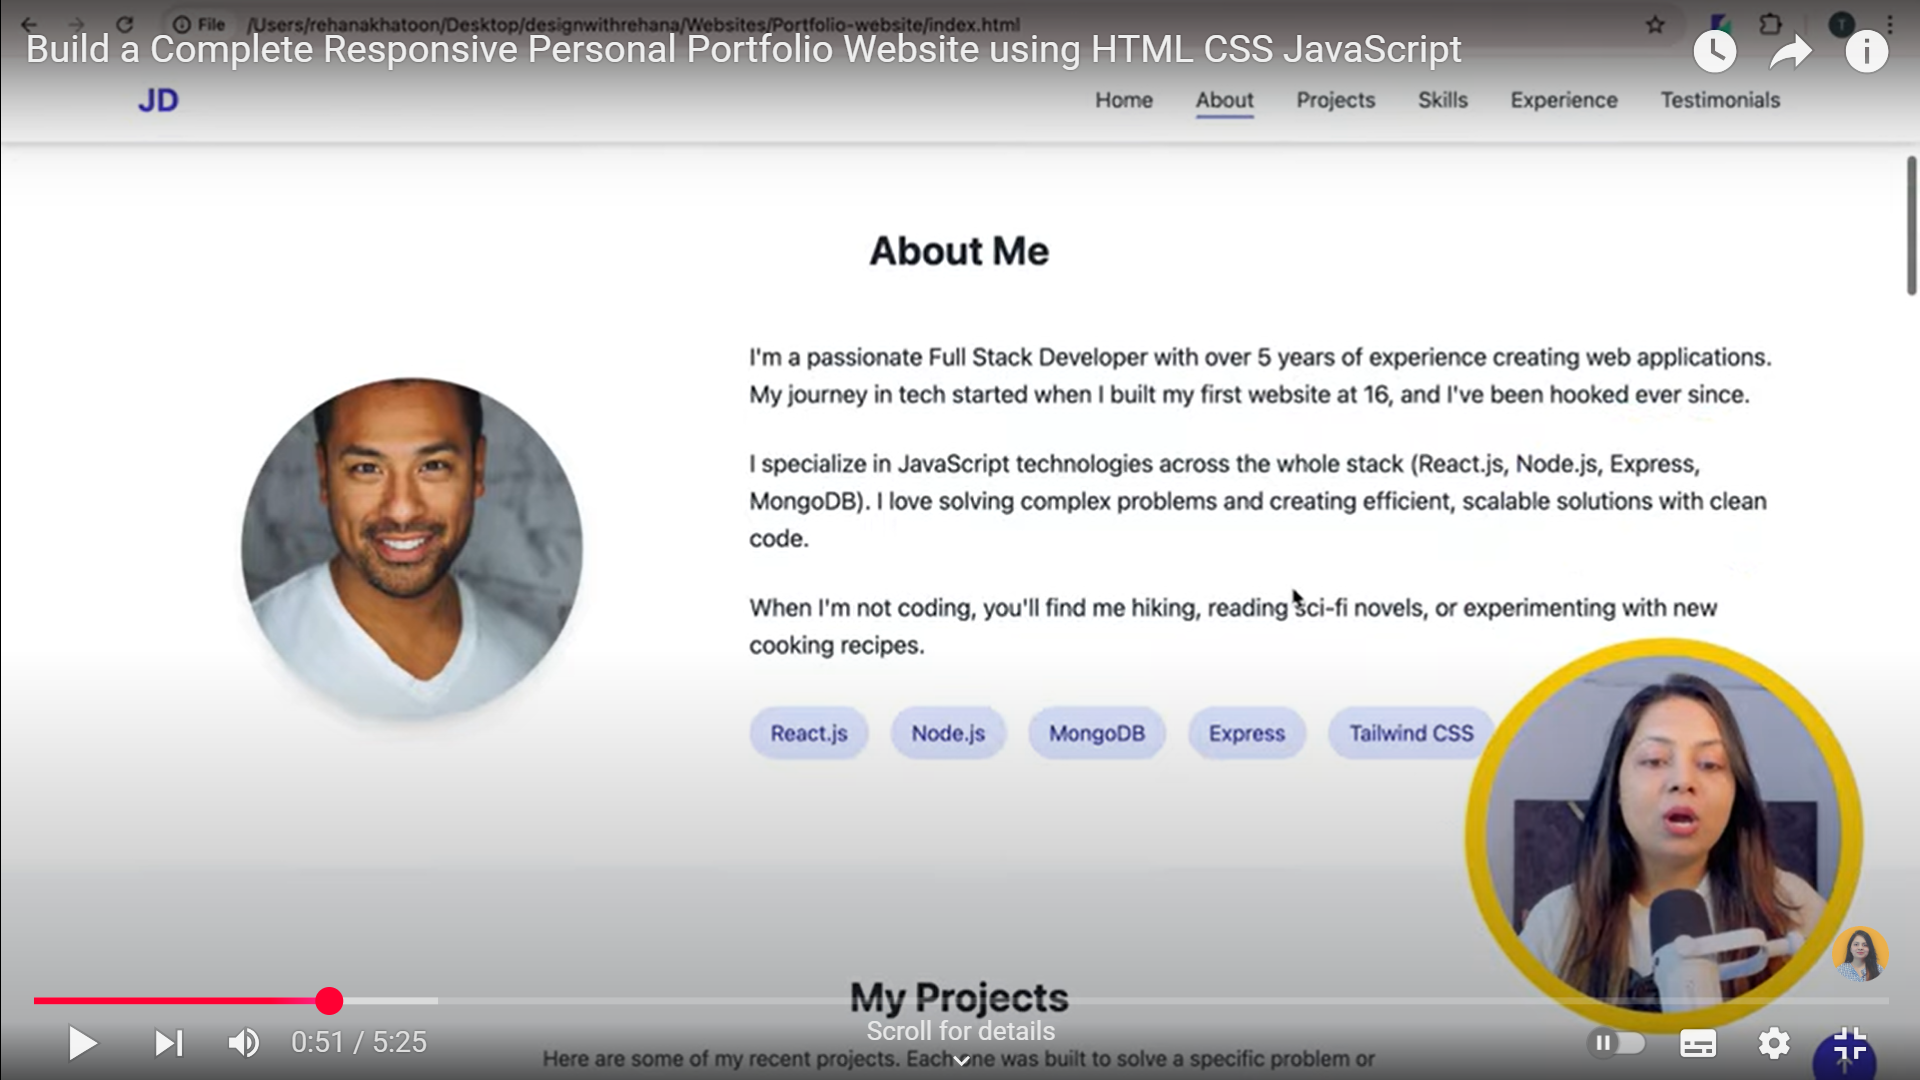 File /Users/rehanakhatoon/Desktop/designwithrehana/Websites/Portfolio-website/index.html
T
Build a Complete Responsive Personal Portfolio Website using HTML CSS JavaScript
JD
Home About Projects Skills Experience Testimonials
About Me
I'm a passionate Full Stack Developer with over 5 years of experience creating web applications.
My journey in tech started when I built my first website at 16, and I've been hooked ever since.
I specialize in JavaScript technologies across the whole stack (React.js, Node.js, Express,
MongoDB). I love solving complex problems and creating efficient, scalable solutions with clean
code.
When I'm not coding, you'll find me hiking, reading sci-fi novels, or experimenting with new
cooking recipes.
React.js Node.js MongoDB Express Tailwind CSS
My Projects
Scroll for details
0:51 / 5:25
Here are some of my recent projects. Each one was built to solve a specific problem or